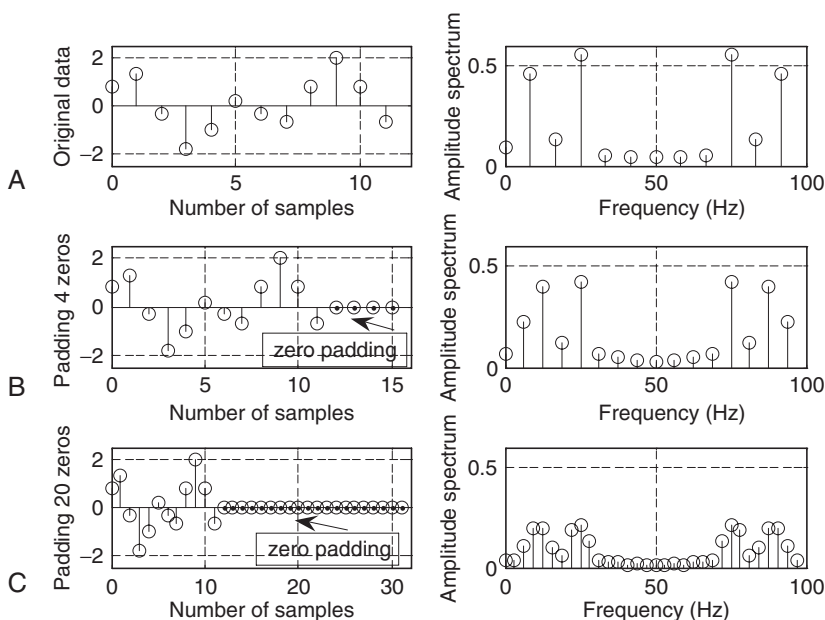 Original data
2
0
−2
0
5
10
Number of samples
A
Amplitude spectrum
0.5
0
0
50
100
Frequency (Hz)
Padding 4 zeros
2
0
−2
zero padding
0
5
10
15
Number of samples
B
Amplitude spectrum
0.5
0
0
50
100
Frequency (Hz)
Padding 20 zeros
2
0
−2
zero padding
0
10
20
30
Number of samples
C
Amplitude spectrum
0.5
0
0
50
100
Frequency (Hz)